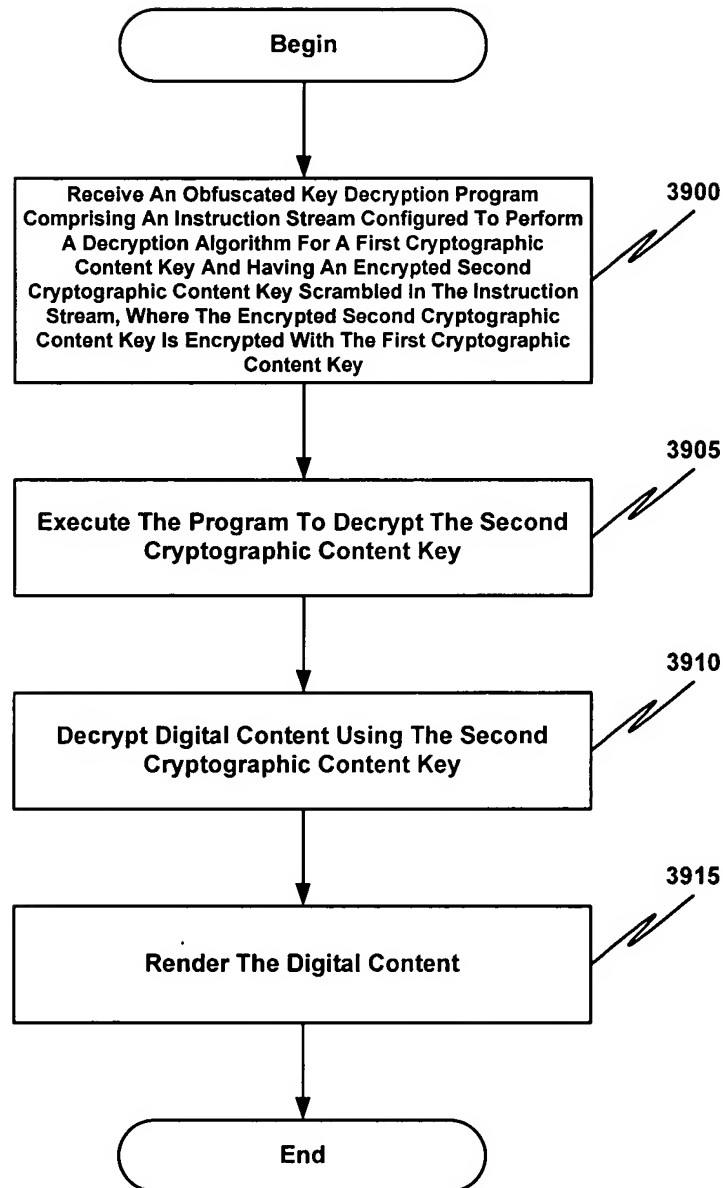 Begin
Receive An Obfuscated Key Decryption Program
Comprising An Instruction Stream Configured To Perform
A Decryption Algorithm For A First Cryptographic
Content Key And Having An Encrypted Second
Cryptographic Content Key Scrambled in The Instruction
Stream, Where The Encrypted Second Cryptographic
Content Key Is Encrypted With The First Cryptographic
Content Key
3900
3905
Execute The Program To Decrypt The Second
Cryptographic Content Key
3910
Decrypt Digital Content Using The Second
Cryptographic Content Key
3915
Render The Digital Content
End